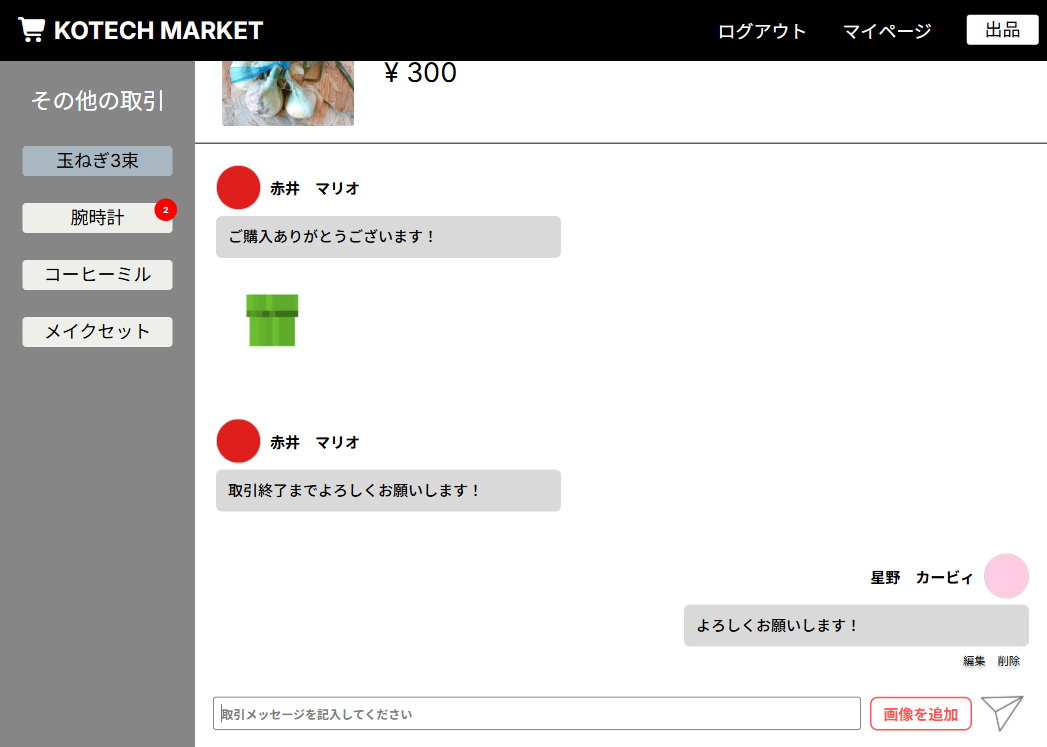 KOTECH MARKET
ログアウト
マイページ
出品
その他の取引
玉ねぎ3束
腕時計
2
コーヒーミル
メイクセット
¥ 300
赤井　マリオ
ご購入ありがとうございます！
赤井　マリオ
取引終了までよろしくお願いします！
星野　カービィ
よろしくお願いします！
編集 削除
取引メッセージを記入してください
画像を追加